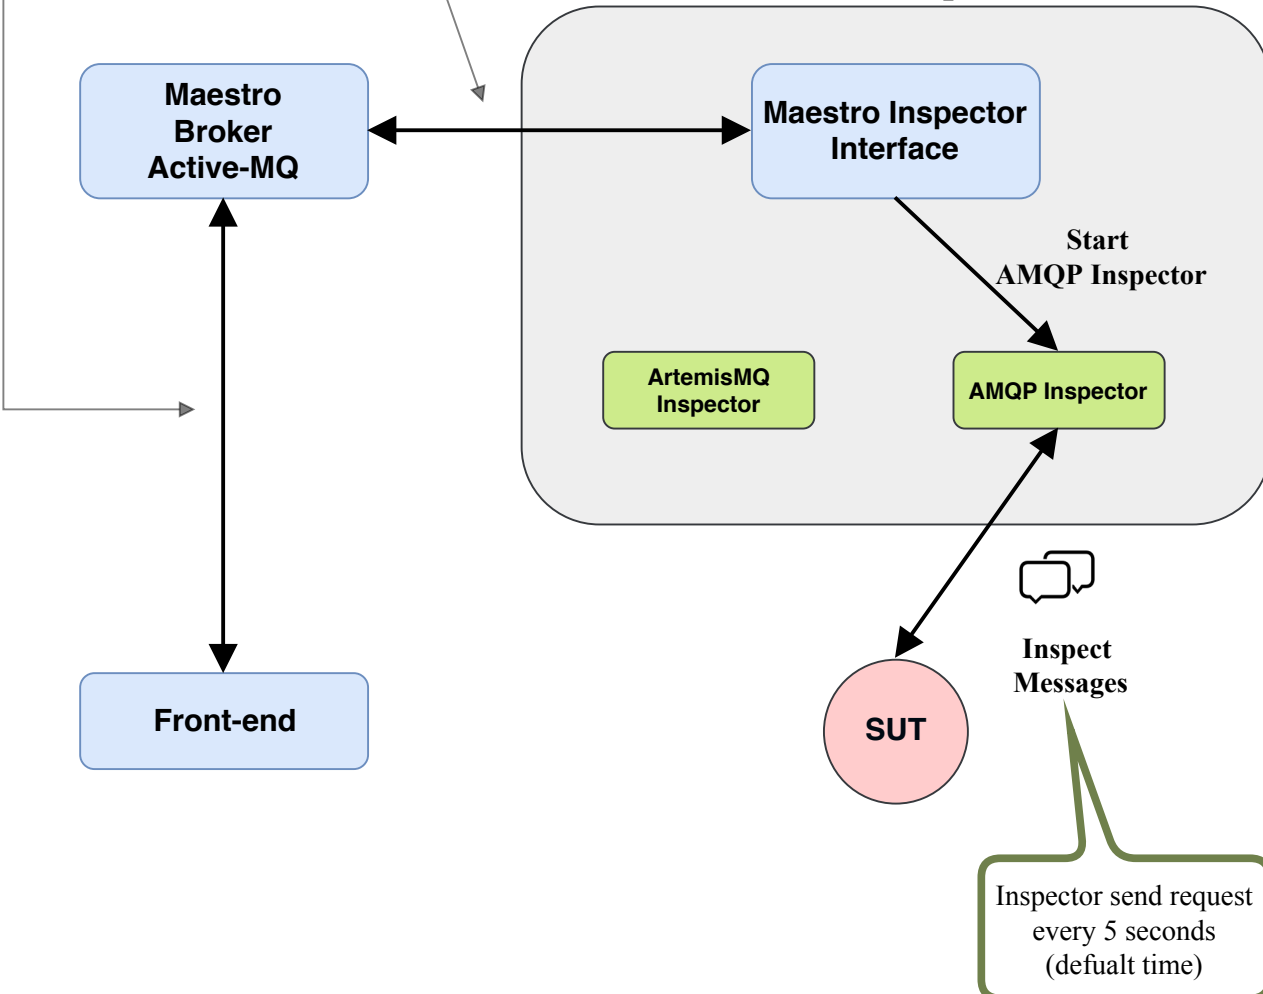 Maestro
Broker
Active-MQ
Maestro Inspector
Interface
Start
AMQP Inspector
ArtemisMQ
Inspector
AMQP Inspector
Inspect
Messages
Front-end
SUT
Inspector send request
every 5 seconds
(defualt time)